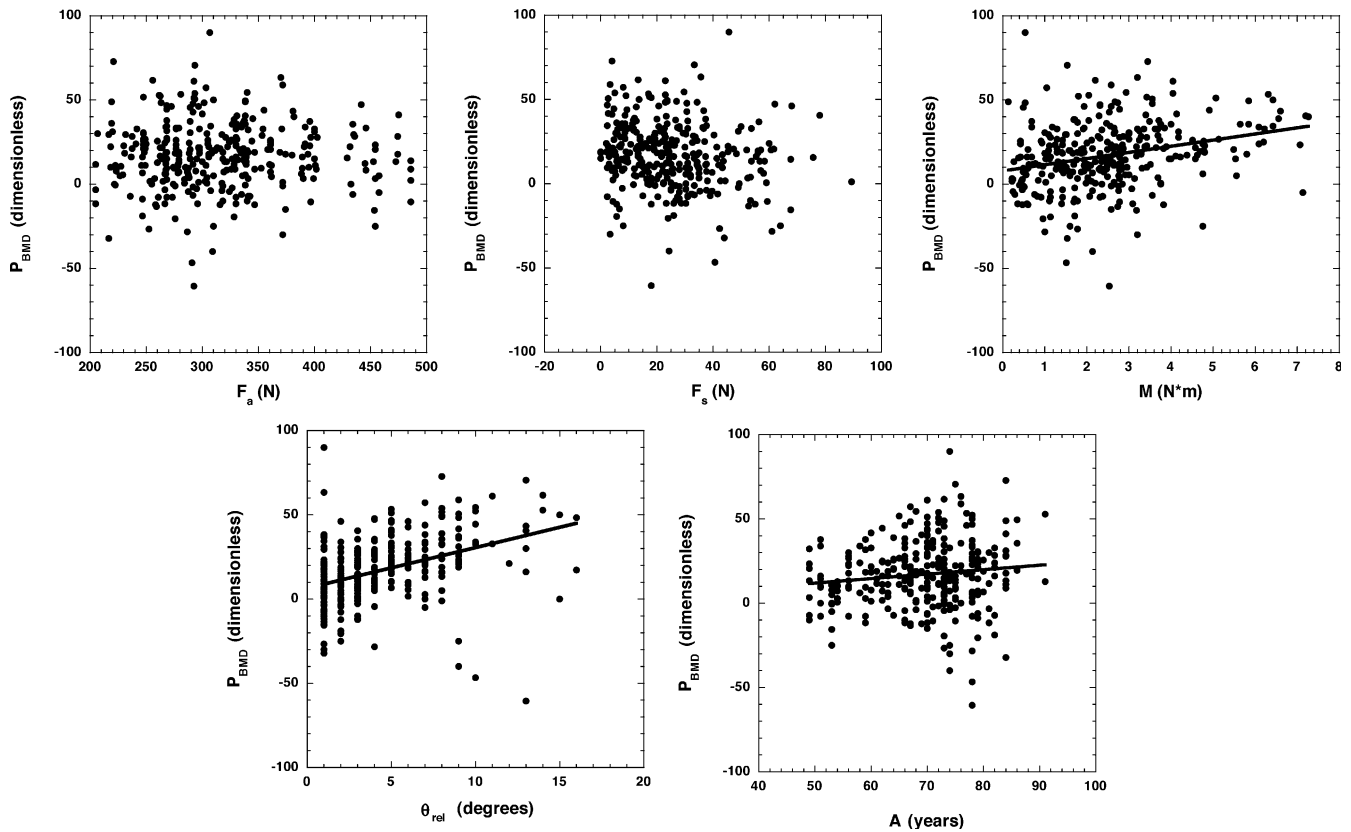 100
50
0
-50
-100
P_BMD (dimensionless)
200 250 300 350 400 450 500
F_a (N)
100
50
0
-50
-100
P_BMD (dimensionless)
-20 0 20 40 60 80 100
F_s (N)
100
50
0
-50
-100
P_BMD (dimensionless)
0 1 2 3 4 5 6 7 8
M (N*m)
100
50
0
-50
-100
P_BMD (dimensionless)
0 5 10 15 20
θ_rel (degrees)
100
50
0
-50
-100
P_BMD (dimensionless)
40 50 60 70 80 90 100
A (years)